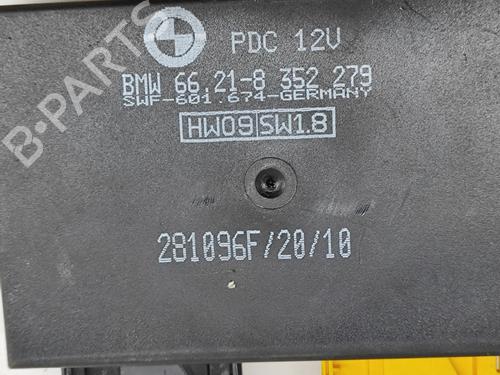 PDC 12V
BMW 66.21-8 352 279
SWF-601.674-GERMANY
HW09 SW1.8
281096F/20/10
B-PARTS